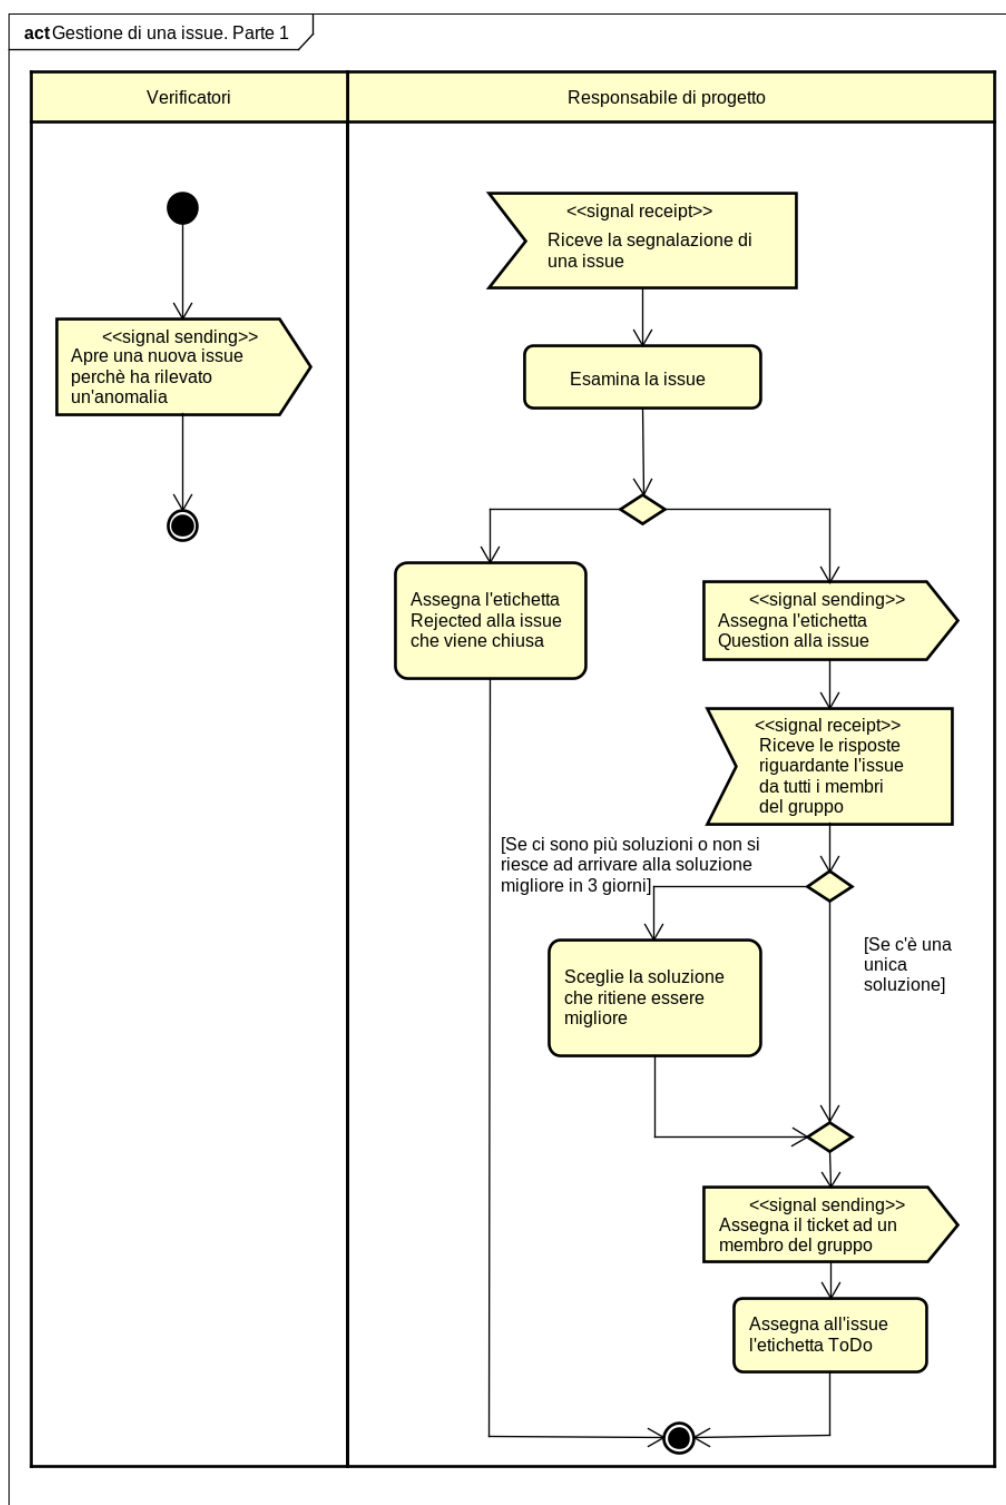 act Gestione di una issue. Parte 1
Verificatori
Responsabile di progetto
<<signal sending>>
Apre una nuova issue
perchè ha rilevato
un'anomalia
<<signal receipt>>
Riceve la segnalazione di
una issue
Esamina la issue
Assegna l'etichetta
Rejected alla issue
che viene chiusa
<<signal sending>>
Assegna l'etichetta
Question alla issue
<<signal receipt>>
Riceve le risposte
riguardante l'issue
da tutti i membri
del gruppo
[Se ci sono più soluzioni o non si
riesce ad arrivare alla soluzione
migliore in 3 giorni]
[Se c'è una
unica
soluzione]
Sceglie la soluzione
che ritiene essere
migliore
<<signal sending>>
Assegna il ticket ad un
membro del gruppo
Assegna all'issue
l'etichetta ToDo